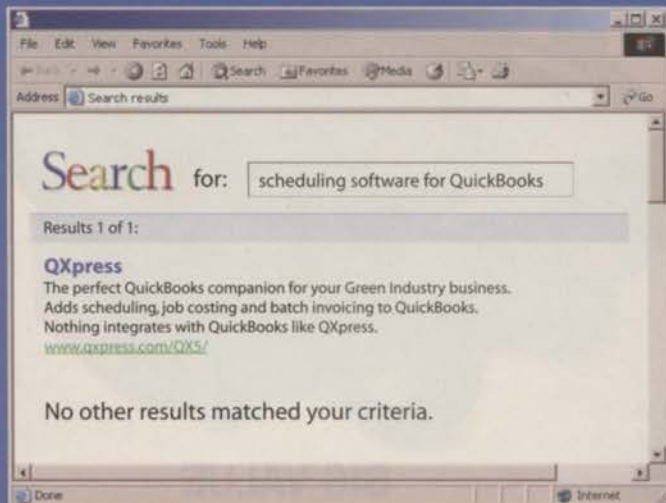 File Edit View Favorites Tools Help
Back Search Favorites Media
Address Search results Go
Search for: scheduling software for QuickBooks
Results 1 of 1:
QXpress
The perfect QuickBooks companion for your Green Industry business.
Adds scheduling, job costing and batch invoicing to QuickBooks.
Nothing integrates with QuickBooks like QXpress.
www.qxpress.com/QX5/
No other results matched your criteria.
Done Internet